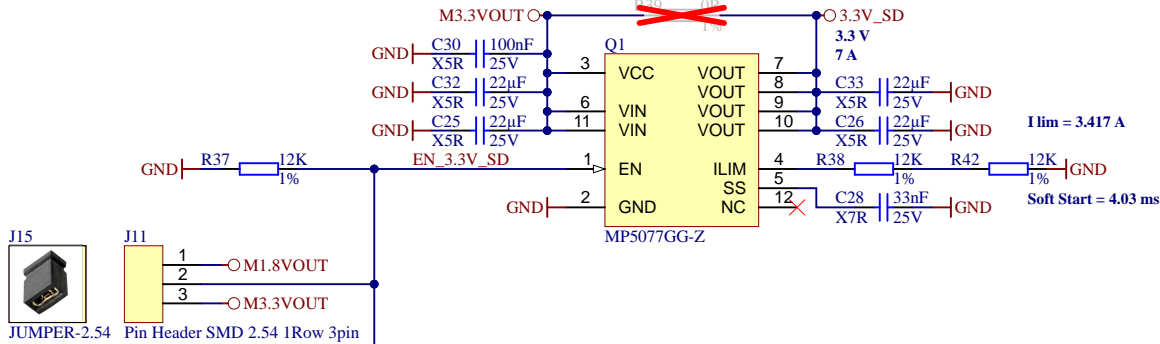 M3.3VOUT
R39 0R
1%
3.3V_SD
3.3 V
7 A
GND C30 100nF
X5R 25V
GND C32 22µF
X5R 25V
GND C25 22µF
X5R 25V
Q1
3 VCC VOUT 7
VOUT 8
6 VIN VOUT 9
11 VIN VOUT 10
1 EN ILIM 4
SS 5
2 GND NC 12
MP5077GG-Z
C33 22µF GND
X5R 25V
C26 22µF GND
X5R 25V
I lim = 3.417 A
GND R37 12K
1%
EN_3.3V_SD
R38 12K R42 12K GND
1% 1%
GND
C28 33nF GND
X7R 25V
Soft Start = 4.03 ms
J15
JUMPER-2.54
J11
1 M1.8VOUT
2
3 M3.3VOUT
Pin Header SMD 2.54 1Row 3pin